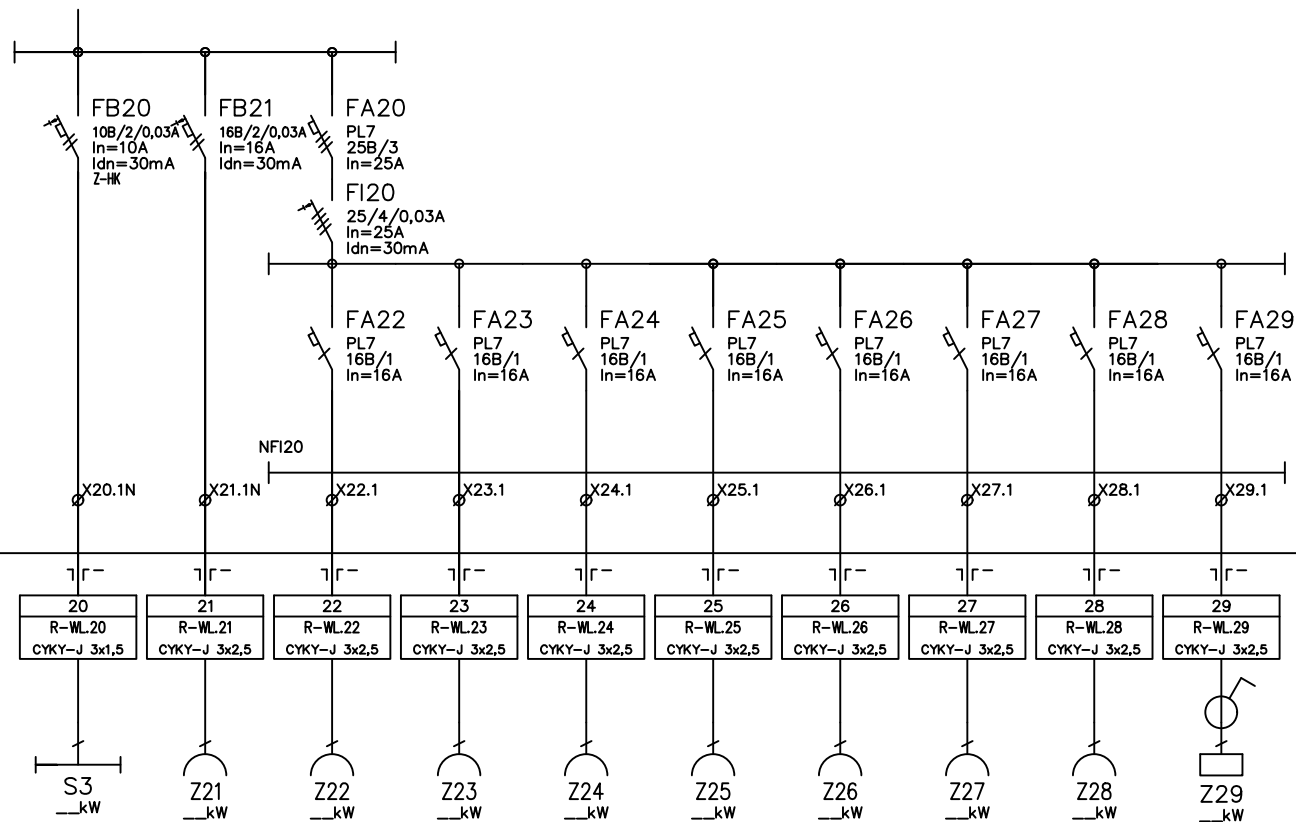 FB20
10B/2/0,03A
In=10A
Idn=30mA
Z-HK
FB21
16B/2/0,03A
In=16A
Idn=30mA
FA20
PL7
25B/3
In=25A
FI20
25/4/0,03A
In=25A
Idn=30mA
FA22
PL7
16B/1
In=16A
FA23
PL7
16B/1
In=16A
FA24
PL7
16B/1
In=16A
FA25
PL7
16B/1
In=16A
FA26
PL7
16B/1
In=16A
FA27
PL7
16B/1
In=16A
FA28
PL7
16B/1
In=16A
FA29
PL7
16B/1
In=16A
NFI20
X20.1N
X21.1N
X22.1
X23.1
X24.1
X25.1
X26.1
X27.1
X28.1
X29.1
20
R-WL.20
CYKY-J 3x1,5
21
R-WL.21
CYKY-J 3x2,5
22
R-WL.22
CYKY-J 3x2,5
23
R-WL.23
CYKY-J 3x2,5
24
R-WL.24
CYKY-J 3x2,5
25
R-WL.25
CYKY-J 3x2,5
26
R-WL.26
CYKY-J 3x2,5
27
R-WL.27
CYKY-J 3x2,5
28
R-WL.28
CYKY-J 3x2,5
29
R-WL.29
CYKY-J 3x2,5
S3
__kW
Z21
__kW
Z22
__kW
Z23
__kW
Z24
__kW
Z25
__kW
Z26
__kW
Z27
__kW
Z28
__kW
Z29
__kW